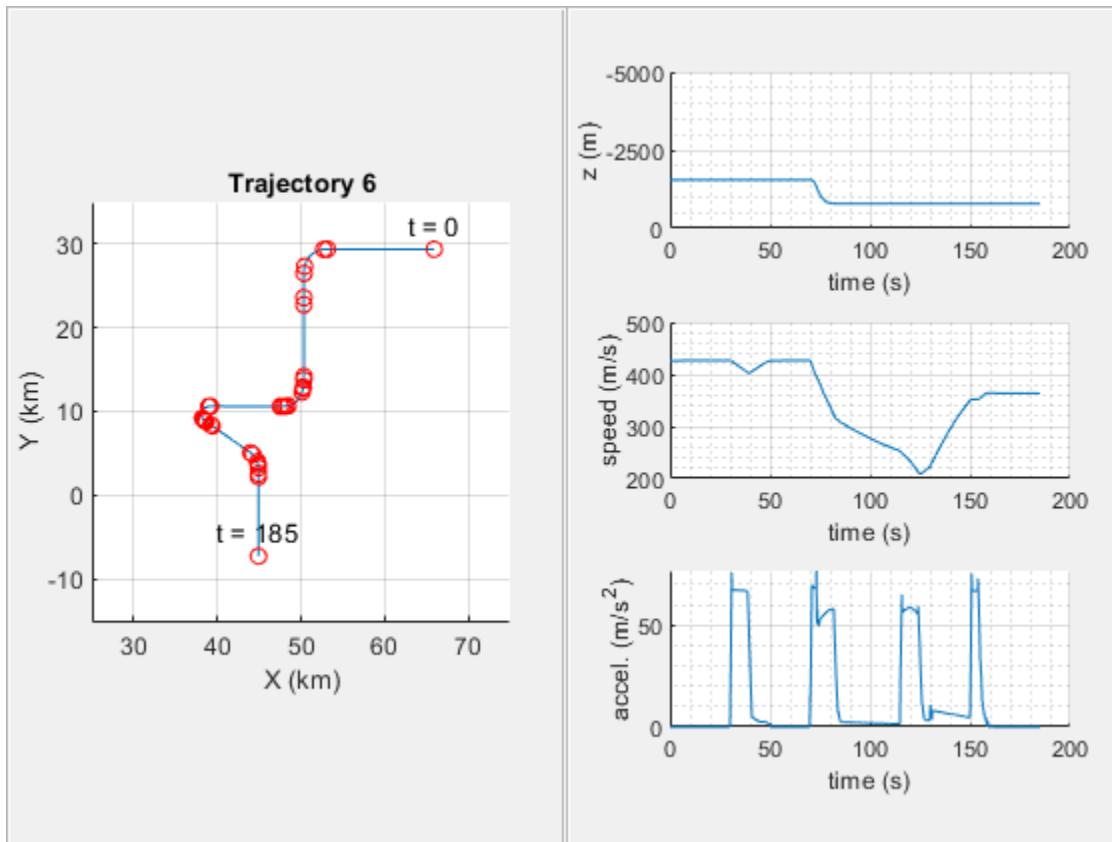 Trajectory 6
t = 0
30
20
10
0
-10
Y (km)
t = 185
30 40 50 60 70
X (km)
-5000
-2500
0
z (m)
0 50 100 150 200
time (s)
500
400
300
200
speed (m/s)
0 50 100 150 200
time (s)
50
0
accel. (m/s²)
0 50 100 150 200
time (s)